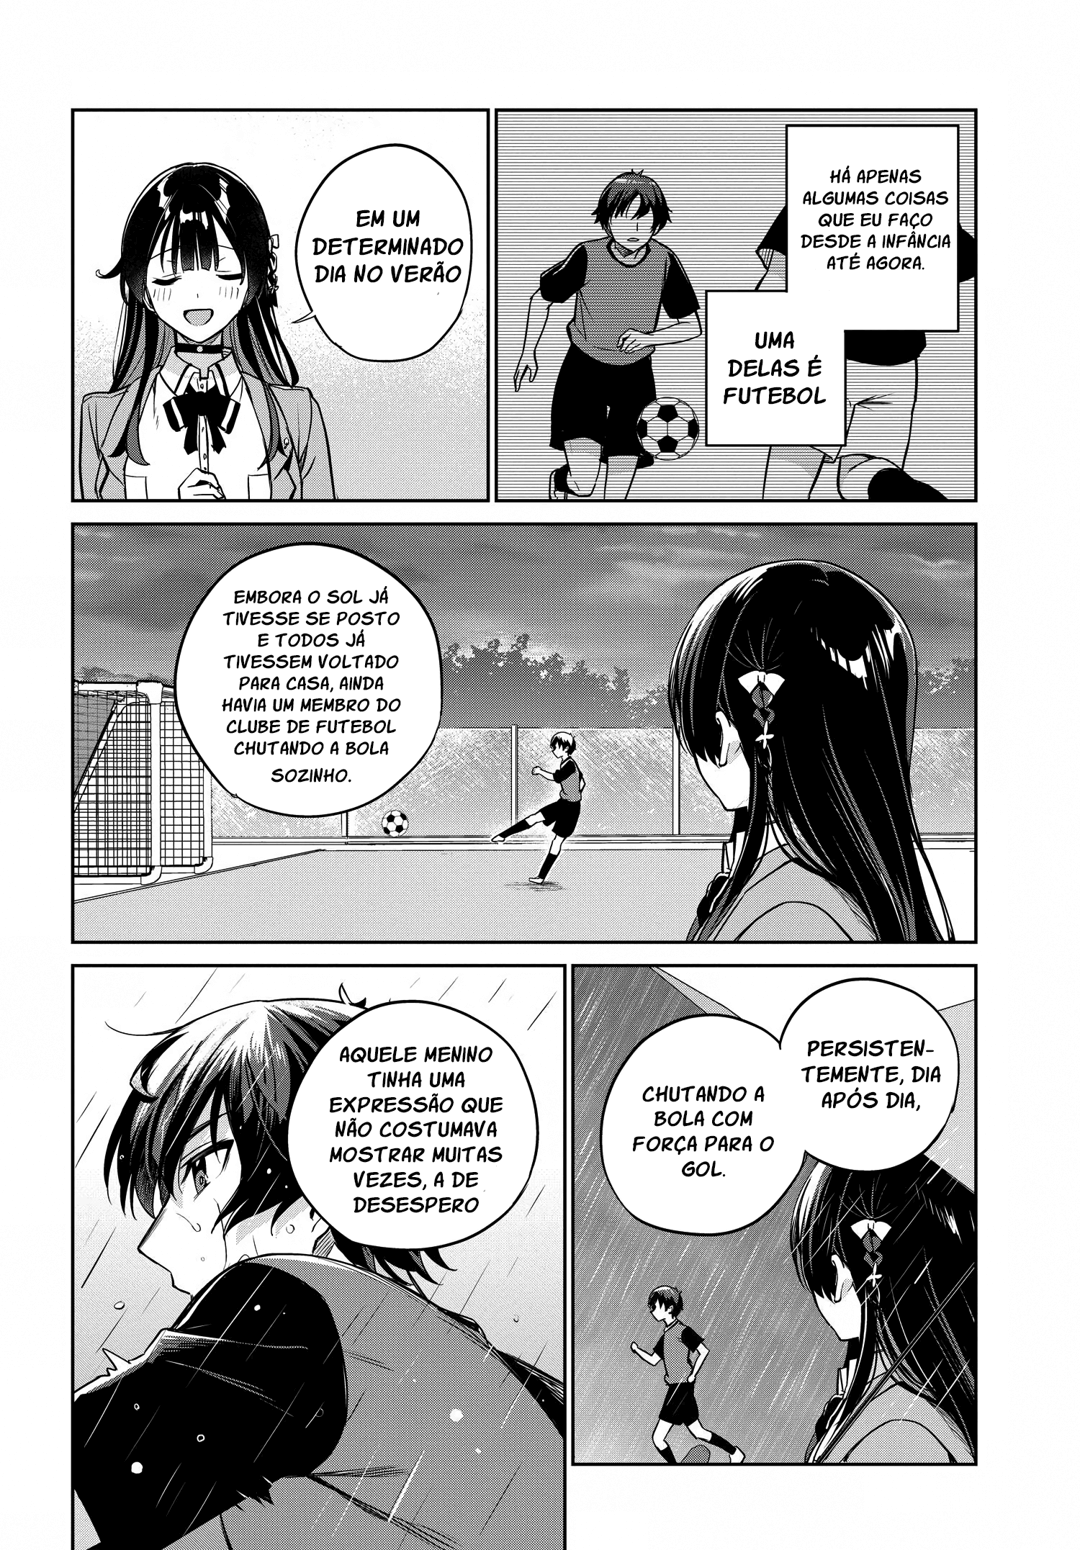 HÁ APENAS
ALGUMAS COISAS
QUE EU FAÇO
DESDE A INFÂNCIA
ATÉ AGORA.
UMA
DELAS É
FUTEBOL
EM UM
DETERMINADO
DIA NO VERÃO
EMBORA O SOL JÁ
TIVESSE SE POSTO
E TODOS JÁ
TIVESSEM VOLTADO
PARA CASA, AINDA
HAVIA UM MEMBRO DO
CLUBE DE FUTEBOL
CHUTANDO A BOLA
SOZINHO.
PERSISTEN-
TEMENTE, DIA
APÓS DIA,
CHUTANDO A
BOLA COM
FORÇA PARA O
GOL.
AQUELE MENINO
TINHA UMA
EXPRESSÃO QUE
NÃO COSTUMAVA
MOSTRAR MUITAS
VEZES, A DE
DESESPERO